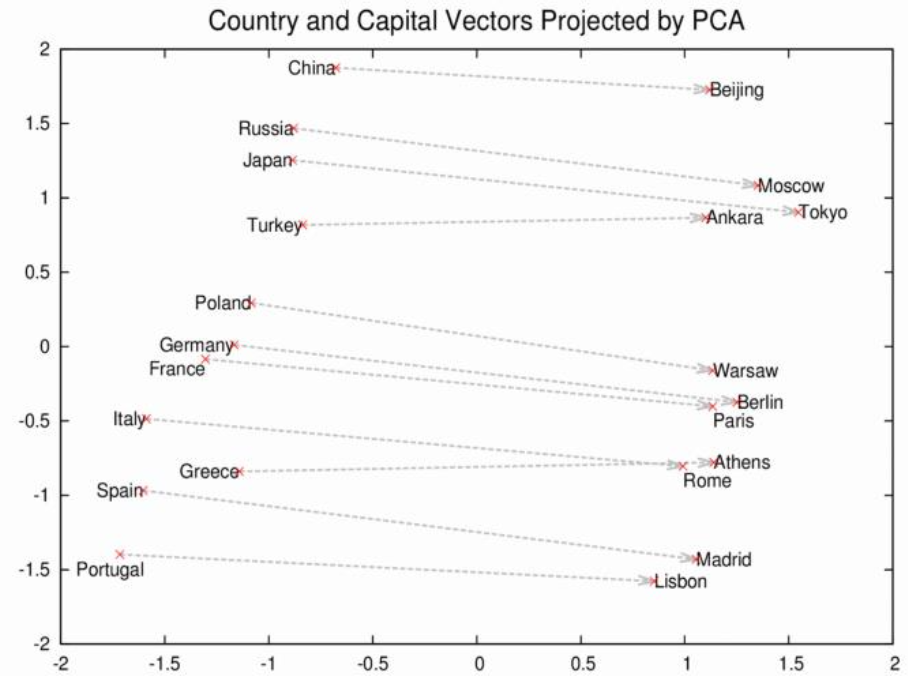 Country and Capital Vectors Projected by PCA
2
China
Beijing
1.5
Russia
Japan
Moscow
1
Tokyo
Ankara
Turkey
0.5
Poland
Germany
0
France
Warsaw
Berlin
-0.5
Italy
Paris
Athens
Greece
Rome
Spain
-1
Madrid
-1.5
Portugal
Lisbon
-2
-2 -1.5 -1 -0.5 0 0.5 1 1.5 2